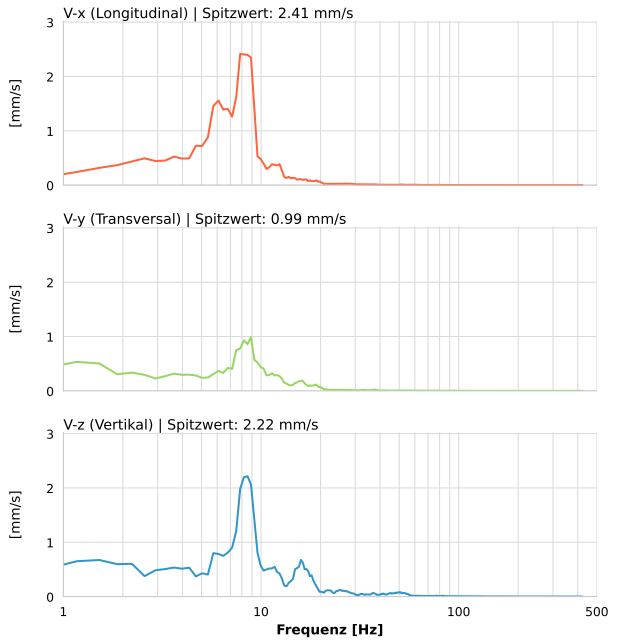 V-x (Longitudinal) | Spitzwert: 2.41 mm/s
3
2
1
0
[mm/s]
V-y (Transversal) | Spitzwert: 0.99 mm/s
3
2
1
0
[mm/s]
V-z (Vertikal) | Spitzwert: 2.22 mm/s
3
2
1
0
[mm/s]
1 10 100 500
Frequenz [Hz]